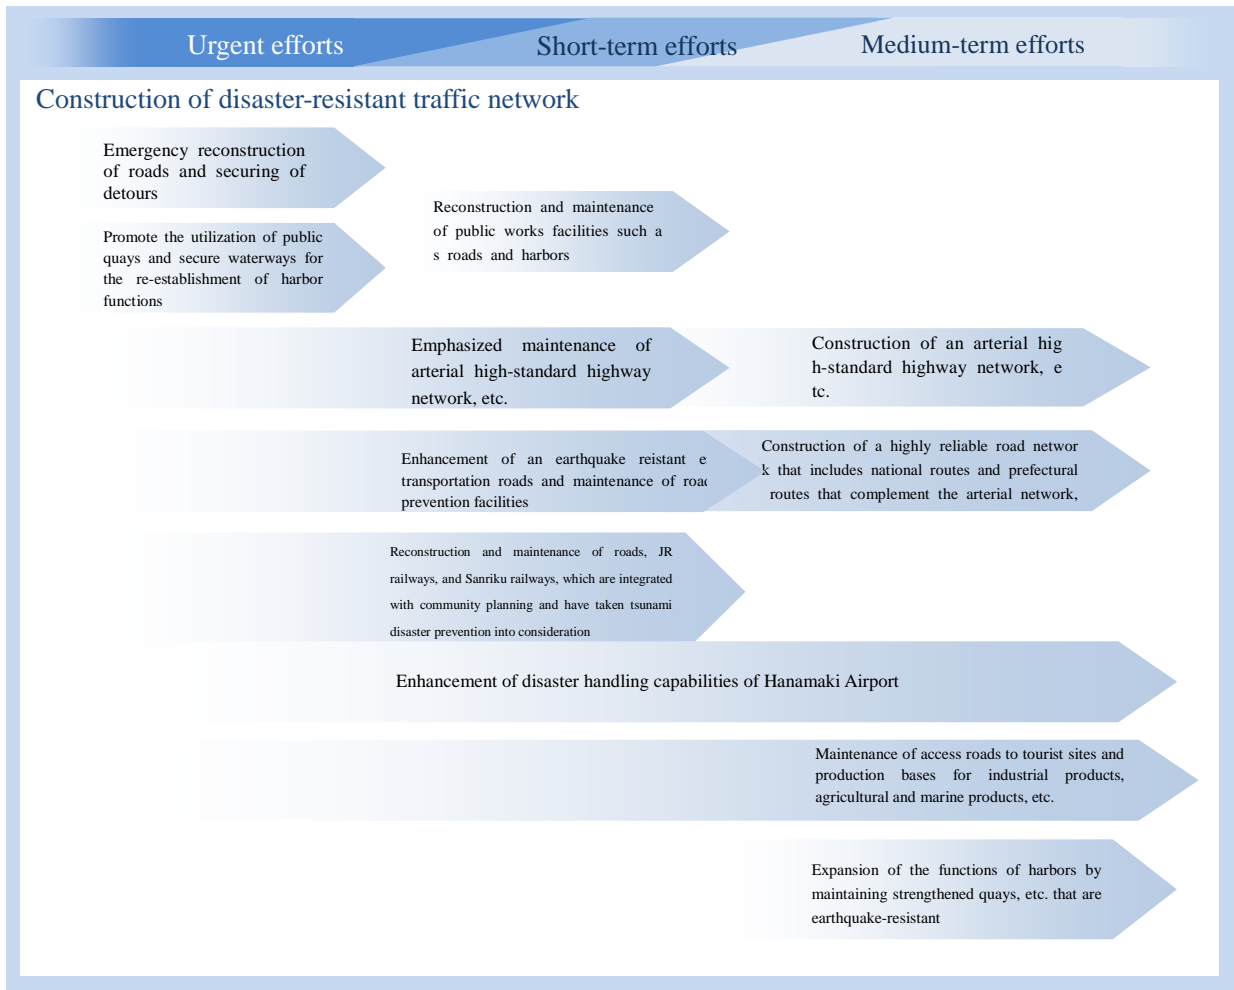 Urgent efforts
Short-term efforts
Medium-term efforts
Construction of disaster-resistant traffic network
Emergency reconstruction
of roads and securing of
detours
Promote the utilization of public
quays and secure waterways for
the re-establishment of harbor
functions
Reconstruction and maintenance
of public works facilities such a
s roads and harbors
Emphasized maintenance of
arterial high-standard highway
network, etc.
Construction of an arterial hig
h-standard highway network, e
tc.
Enhancement of an earthquake reistant e
transportation roads and maintenance of road
prevention facilities
Construction of a highly reliable road networ
k that includes national routes and prefectural
routes that complement the arterial network,
Reconstruction and maintenance of roads, JR
railways, and Sanriku railways, which are integrated
with community planning and have taken tsunami
disaster prevention into consideration
Enhancement of disaster handling capabilities of Hanamaki Airport
Maintenance of access roads to tourist sites and
production bases for industrial products,
agricultural and marine products, etc.
Expansion of the functions of harbors by
maintaining strengthened quays, etc. that are
earthquake-resistant